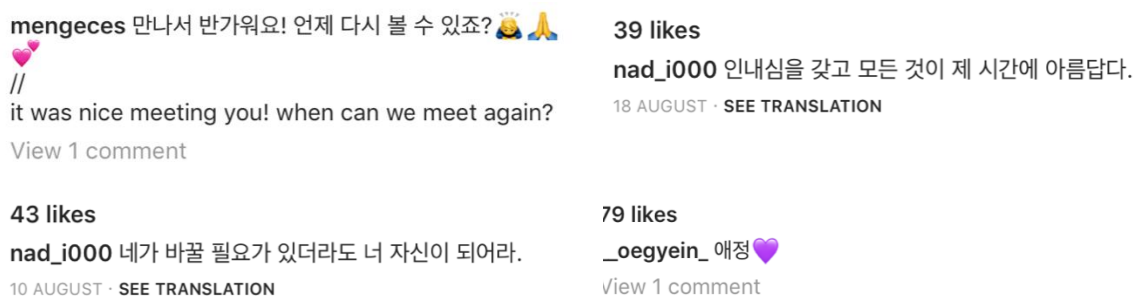 mengeces 만나서 반가워요! 언제 다시 볼 수 있죠?🙇🙏
💕
//
it was nice meeting you! when can we meet again?
View 1 comment
39 likes
nad_i000 인내심을 갖고 모든 것이 제 시간에 아름답다.
18 AUGUST · SEE TRANSLATION
43 likes
nad_i000 네가 바꿀 필요가 있더라도 너 자신이 되어라.
10 AUGUST · SEE TRANSLATION
79 likes
__oegyein_ 애정💜
View 1 comment